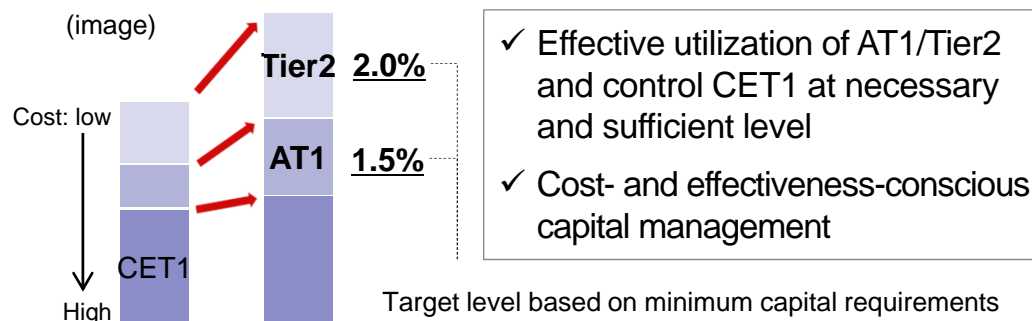 (image)
Cost: low
High
CET1
Tier2
2.0%
AT1
1.5%
✓ Effective utilization of AT1/Tier2
and control CET1 at necessary
and sufficient level
✓ Cost- and effectiveness-conscious
capital management
Target level based on minimum capital requirements